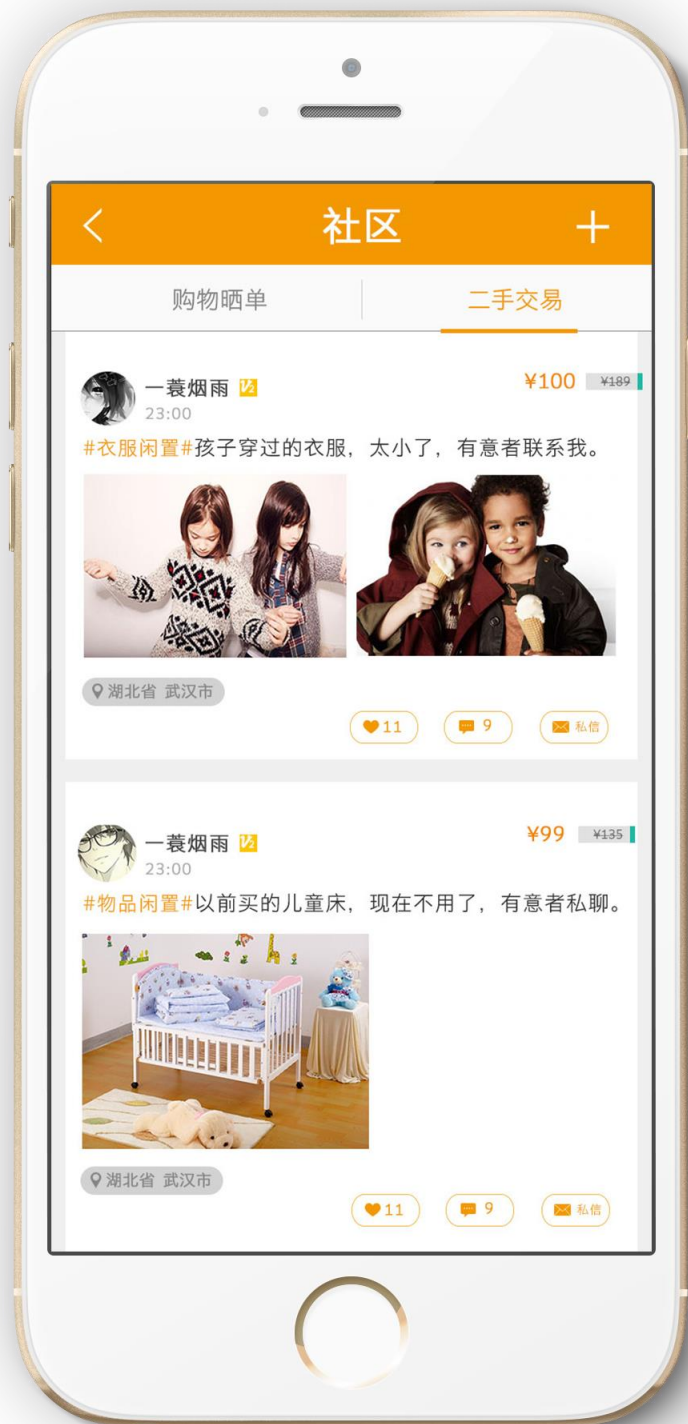 社区
购物晒单 二手交易
一蓑烟雨 V2 ¥100 ¥189
23:00
#衣服闲置#孩子穿过的衣服，太小了，有意者联系我。
湖北省 武汉市
11 9 私信
一蓑烟雨 V2 ¥99 ¥135
23:00
#物品闲置#以前买的儿童床，现在不用了，有意者私聊。
湖北省 武汉市
11 9 私信